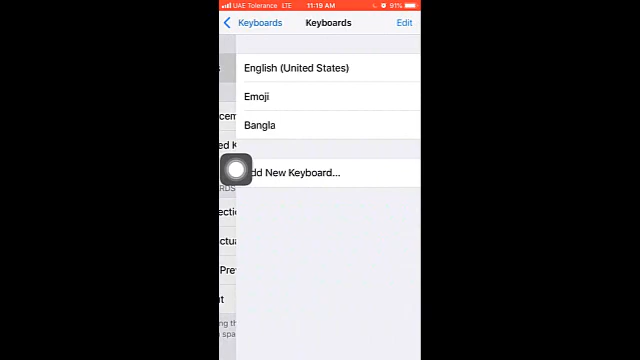 UAE Tolerance LTE 11:19 AM 91%
Keyboards Keyboards Edit
English (United States)
Emoji
Bangla
dd New Keyboard...